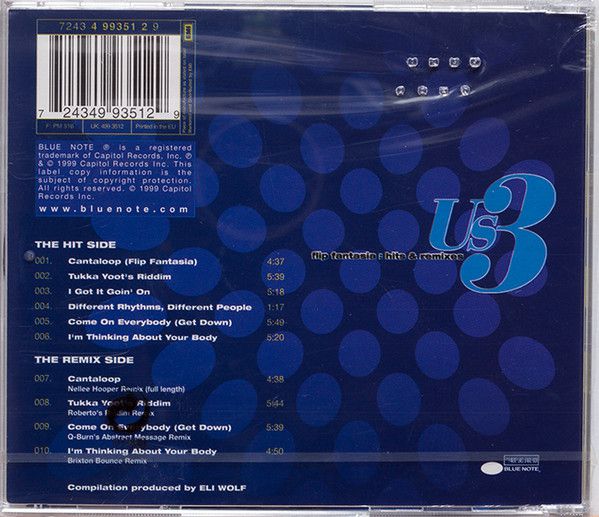 7243 4 99351 2 9
7 24349 93512 9
F: PM 516 UK: 499-3512 Printed in the EU
EMI
BLUE NOTE ® is a registered
trademark of Capitol Records, Inc. ℗
& © 1999 Capitol Records, Inc. This
label copy information is the
subject of copyright protection.
All rights reserved. © 1999 Capitol
Records Inc.
www.bluenote.com
Us3
flip fantasia : hits & remixes
THE HIT SIDE
001. Cantaloop (Flip Fantasia) 4:37
002. Tukka Yoot's Riddim 5:39
003. I Got It Goin' On 5:18
004. Different Rhythms, Different People 1:17
005. Come On Everybody (Get Down) 5:49
006. I'm Thinking About Your Body 5:20
THE REMIX SIDE
007. Cantaloop 4:38
Nellee Hooper Remix (full length)
008. Tukka Yoot's Riddim 5:44
Roberto's Remix
009. Come On Everybody (Get Down) 5:39
Q-Burn's Abstract Message Remix
010. I'm Thinking About Your Body 4:50
Brixton Bounce Remix
Compilation produced by ELI WOLF
BLUE NOTE